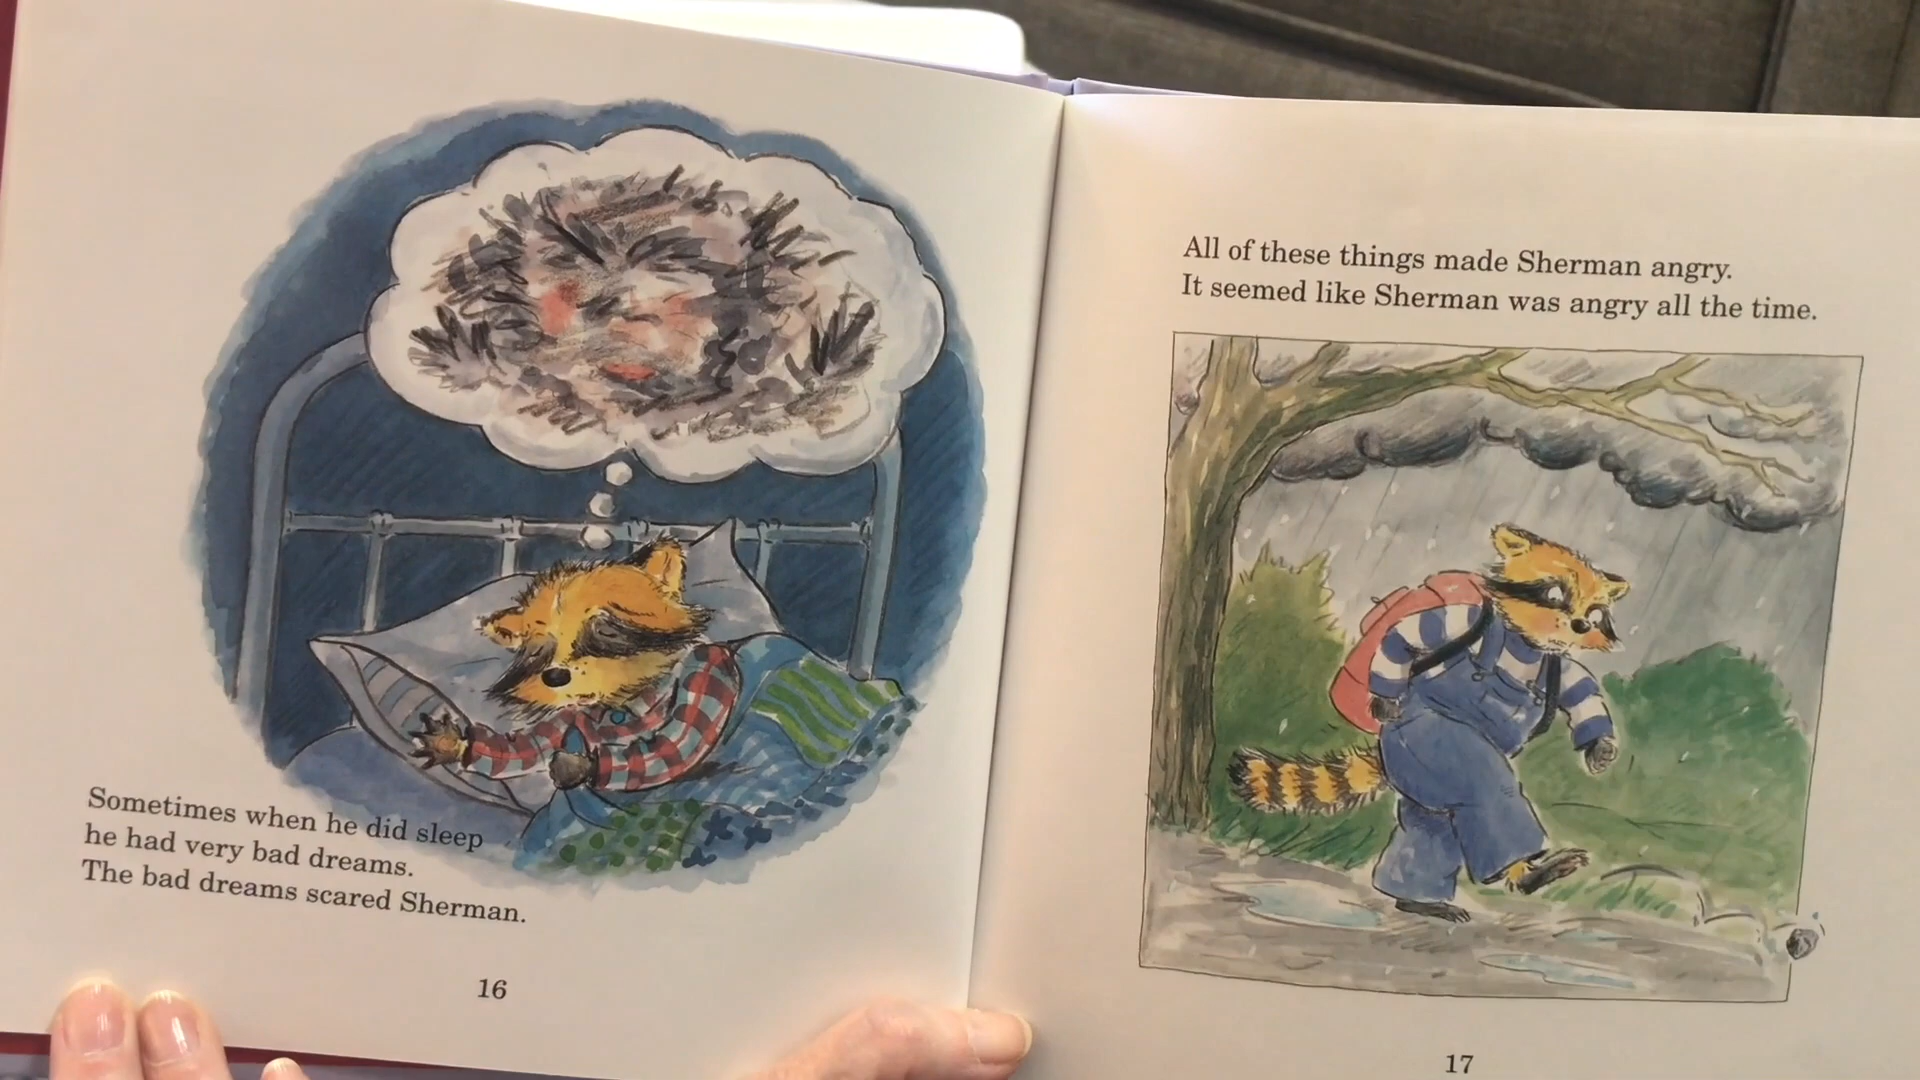 Sometimes when he did sleep
he had very bad dreams.
The bad dreams scared Sherman.
16
All of these things made Sherman angry.
It seemed like Sherman was angry all the time.
17